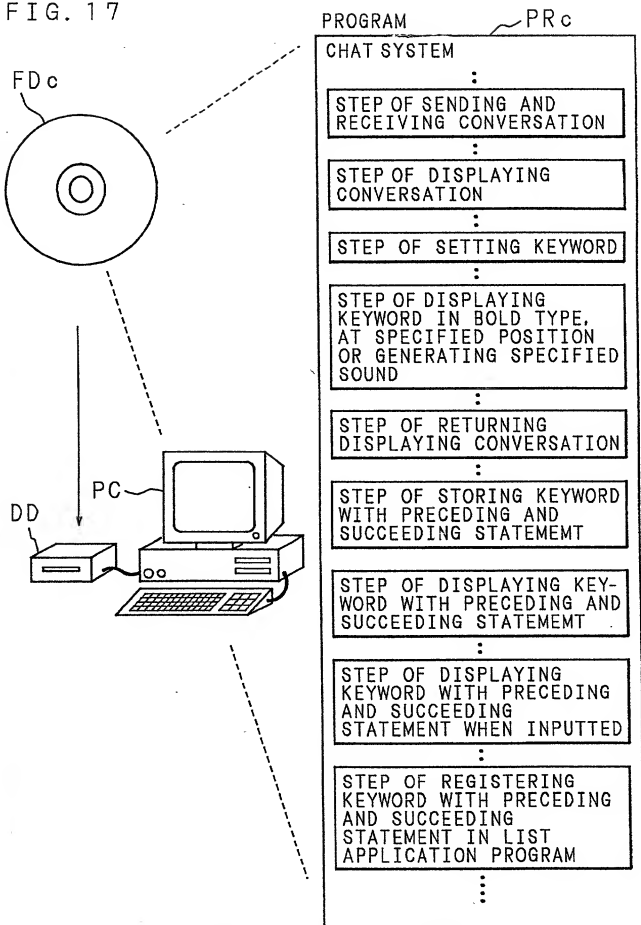 FIG. 17
FDc
DD
PC
PROGRAM
PRc
CHAT SYSTEM
STEP OF SENDING AND
RECEIVING CONVERSATION
STEP OF DISPLAYING
CONVERSATION
STEP OF SETTING KEYWORD
STEP OF DISPLAYING
KEYWORD IN BOLD TYPE,
AT SPECIFIED POSITION
OR GENERATING SPECIFIED
SOUND
STEP OF RETURNING
DISPLAYING CONVERSATION
STEP OF STORING KEYWORD
WITH PRECEDING AND
SUCCEEDING STATEMEMT
STEP OF DISPLAYING KEY-
WORD WITH PRECEDING AND
SUCCEEDING STATEMEMT
STEP OF DISPLAYING
KEYWORD WITH PRECEDING
AND SUCCEEDING
STATEMENT WHEN INPUTTED
STEP OF REGISTERING
KEYWORD WITH PRECEDING
AND SUCCEEDING
STATEMENT IN LIST
APPLICATION PROGRAM